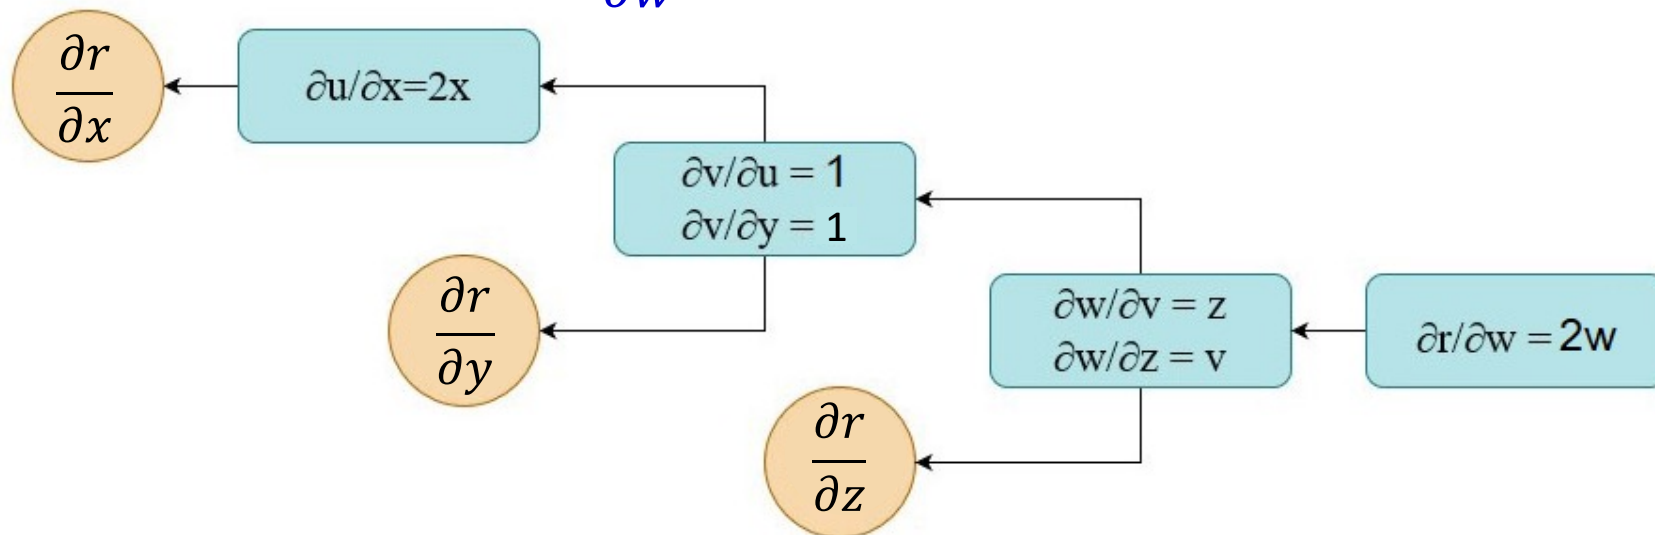 ∂r
∂x
∂u/∂x=2x
∂v/∂u = 1
∂v/∂y = 1
∂r
∂y
∂w/∂v = z
∂w/∂z = v
∂r/∂w = 2w
∂r
∂z